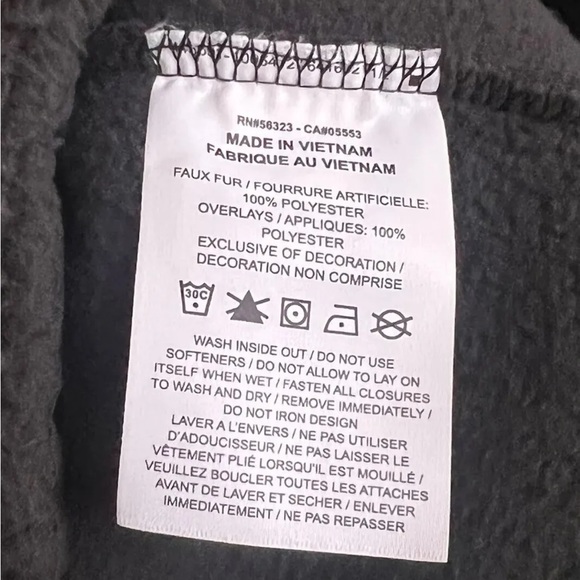 RN#56323 - CA#05553
MADE IN VIETNAM
FABRIQUE AU VIETNAM
FAUX FUR / FOURRURE ARTIFICIELLE:
100% POLYESTER
OVERLAYS / APPLIQUES: 100%
POLYESTER
EXCLUSIVE OF DECORATION /
DECORATION NON COMPRISE
30C
WASH INSIDE OUT / DO NOT USE
SOFTENERS / DO NOT ALLOW TO LAY ON
ITSELF WHEN WET / FASTEN ALL CLOSURES
TO WASH AND DRY / REMOVE IMMEDIATELY /
DO NOT IRON DESIGN
LAVER A L'ENVERS / NE PAS UTILISER
D'ADOUCISSEUR / NE PAS LAISSER LE
VÊTEMENT PLIÉ LORSQU'IL EST MOUILLÉ /
VEUILLEZ BOUCLER TOUTES LES ATTACHES
AVANT DE LAVER ET SECHER / ENLEVER
IMMEDIATEMENT / NE PAS REPASSER